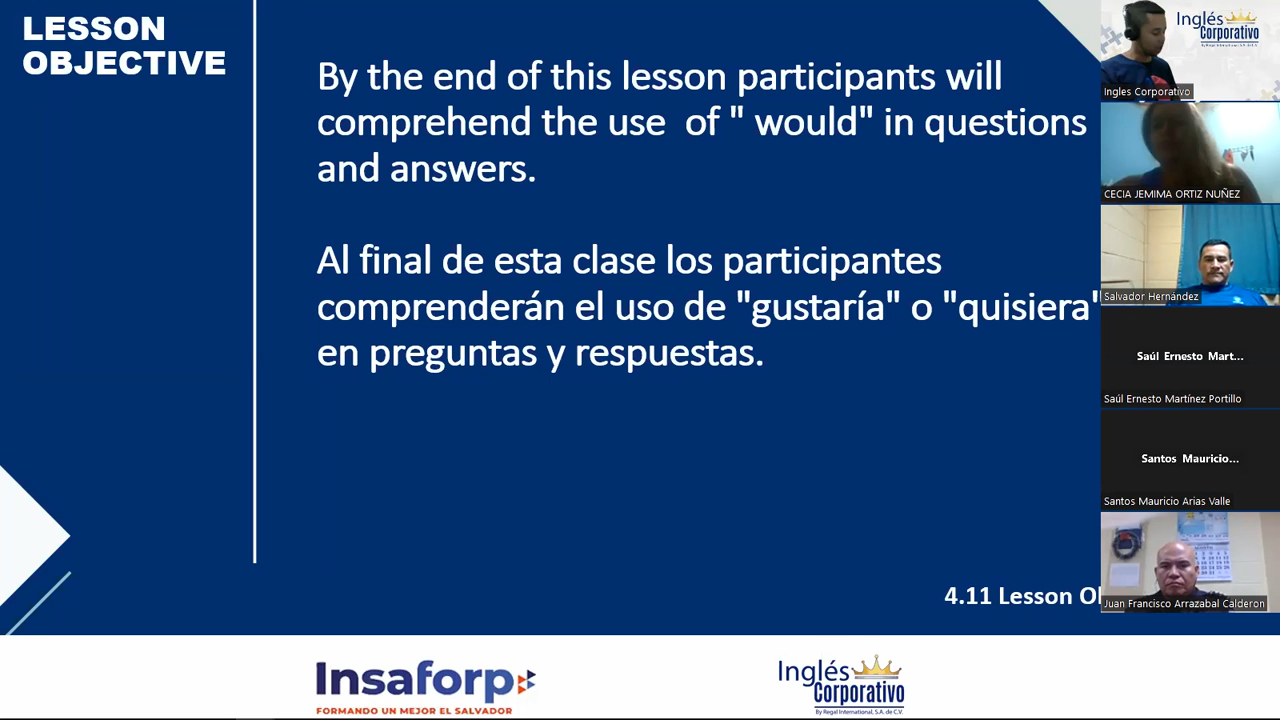 LESSON
OBJECTIVE
By the end of this lesson participants will
comprehend the use  of " would" in questions
and answers.
Al final de esta clase los participantes
comprenderán el uso de "gustaría" o "quisiera"
en preguntas y respuestas.
4.11 Lesson
Insaforp
FORMANDO UN MEJOR EL SALVADOR
Inglés
Corporativo
By Regal International, S.A. de C.V.
Inglés
Corporativo
Ingles Corporativo
CECIA JEMIMA ORTIZ NUÑEZ
Salvador Hernández
Saúl Ernesto Mart...
Saúl Ernesto Martínez Portillo
Santos Mauricio...
Santos Mauricio Arias Valle
Juan Francisco Arrazabal Calderon